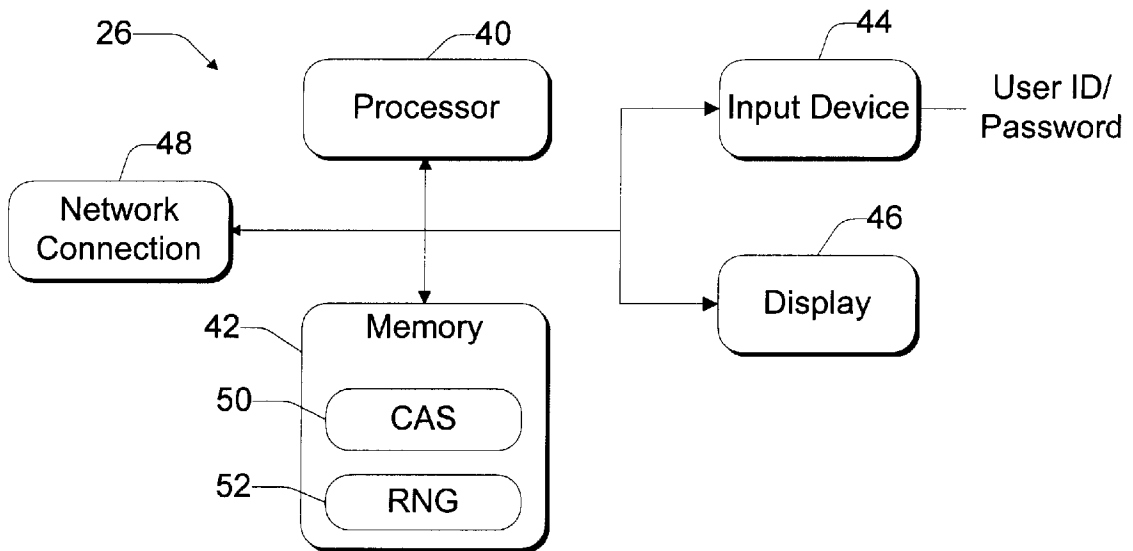 26
40
Processor
44
Input Device
User ID/
Password
48
Network
Connection
46
Display
42
Memory
50
CAS
52
RNG